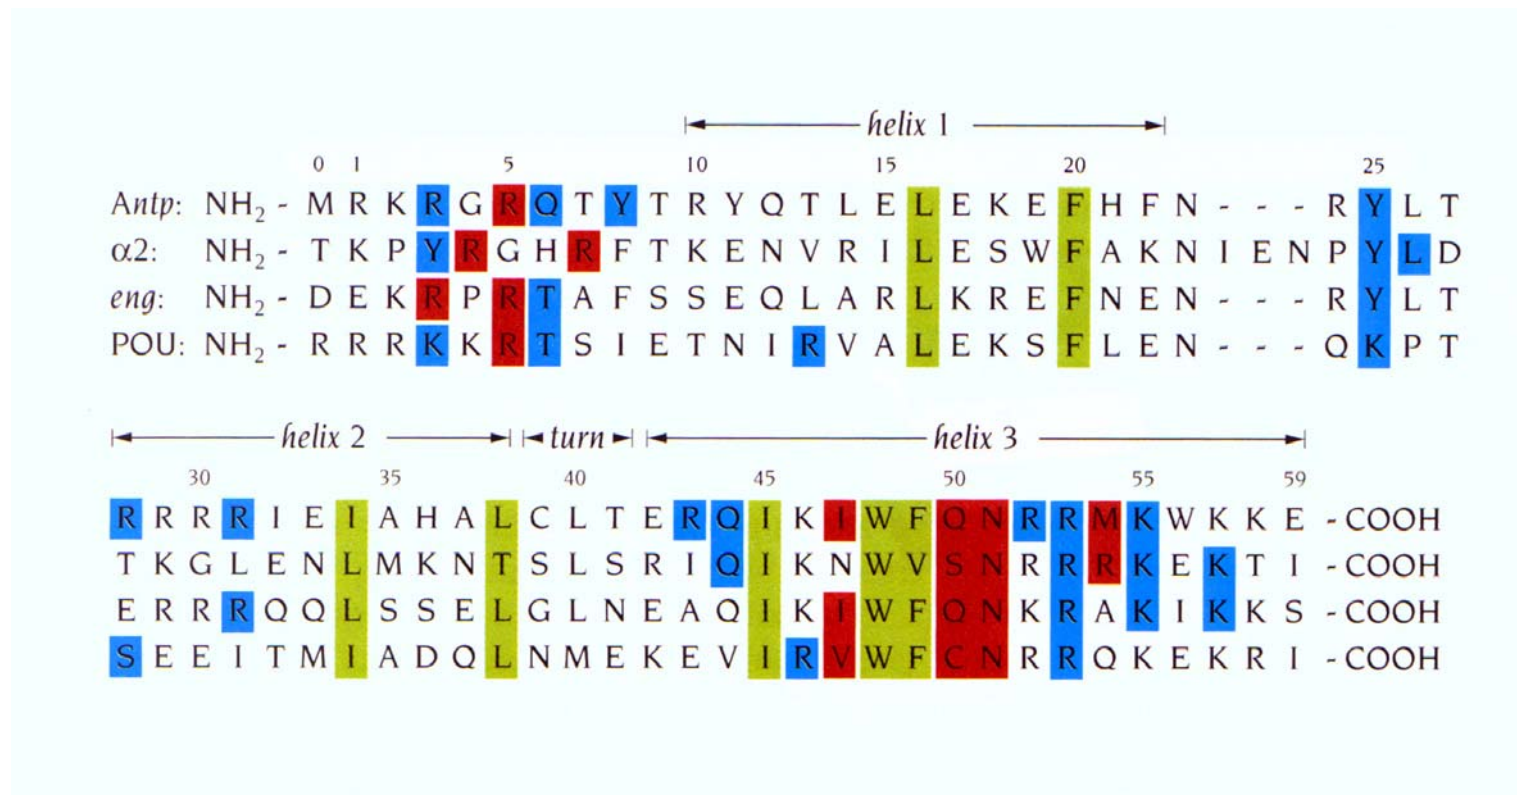 helix 1
0 1 5 10 15 20 25
Antp: NH2 - M R K R G R Q T Y T R Y Q T L E L E K E F H F N - - - R Y L T
α2: NH2 - T K P Y R G H R F T K E N V R I L E S W F A K N I E N P Y L D
eng: NH2 - D E K R P R T A F S S E Q L A R L K R E F N E N - - - R Y L T
POU: NH2 - R R R K K R T S I E T N I R V A L E K S F L E N - - - Q K P T
helix 2 turn helix 3
30 35 40 45 50 55 59
R R R R I E I A H A L C L T E R Q I K I W F Q N R R M K W K K E - COOH
T K G L E N L M K N T S L S R I Q I K N W V S N R R R K E K T I - COOH
E R R R Q Q L S S E L G L N E A Q I K I W F Q N K R A K I K K S - COOH
S E E I T M I A D Q L N M E K E V I R V W F C N R R Q K E K R I - COOH